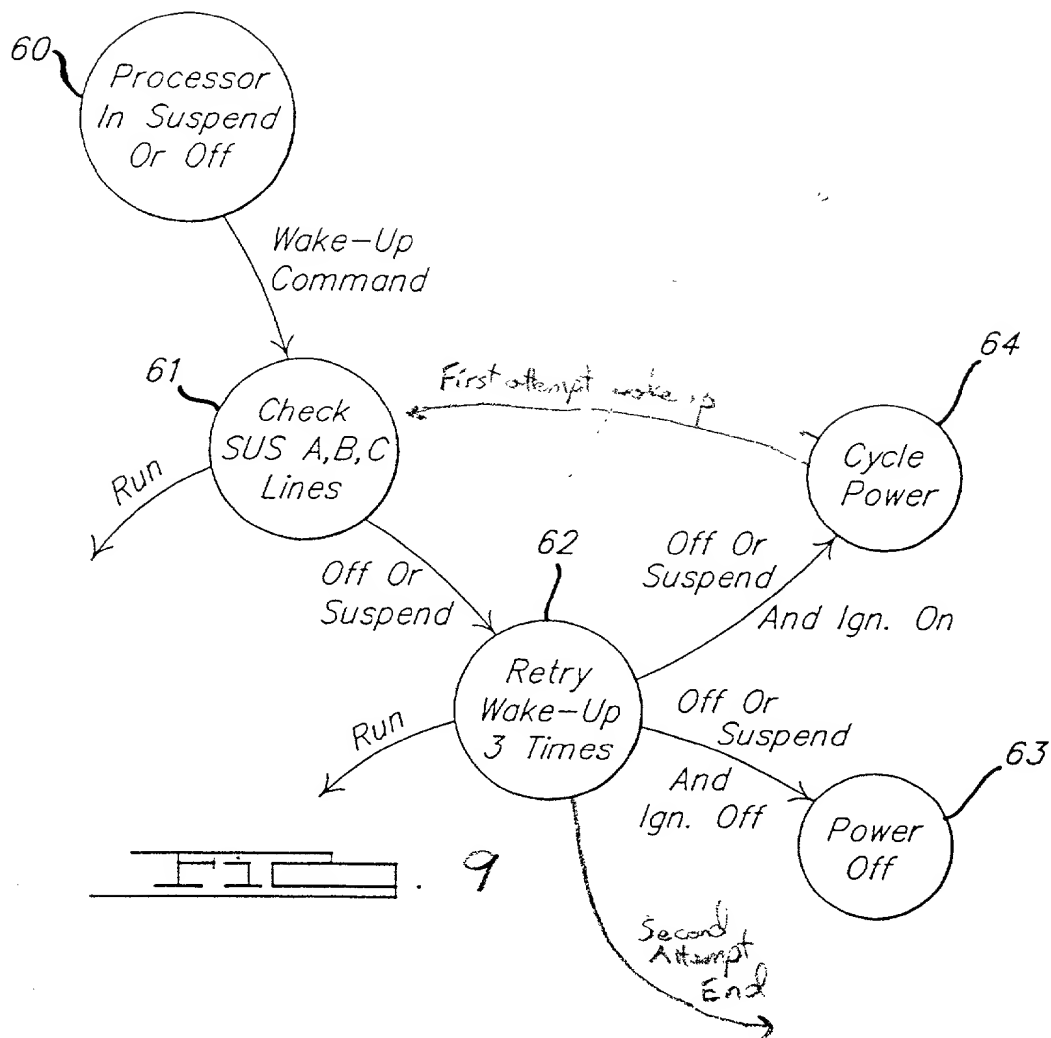 60
Processor
In Suspend
Or Off
Wake-Up
Command
61
Check
SUS A,B,C
Lines
Run
First attempt wake up
64
Cycle
Power
Off Or
Suspend
62
Off Or
Suspend
And Ign. On
Retry
Wake-Up
3 Times
Run
Off Or
Suspend
And
Ign. Off
63
Power
Off
FIG. 9
Second
Attempt
End